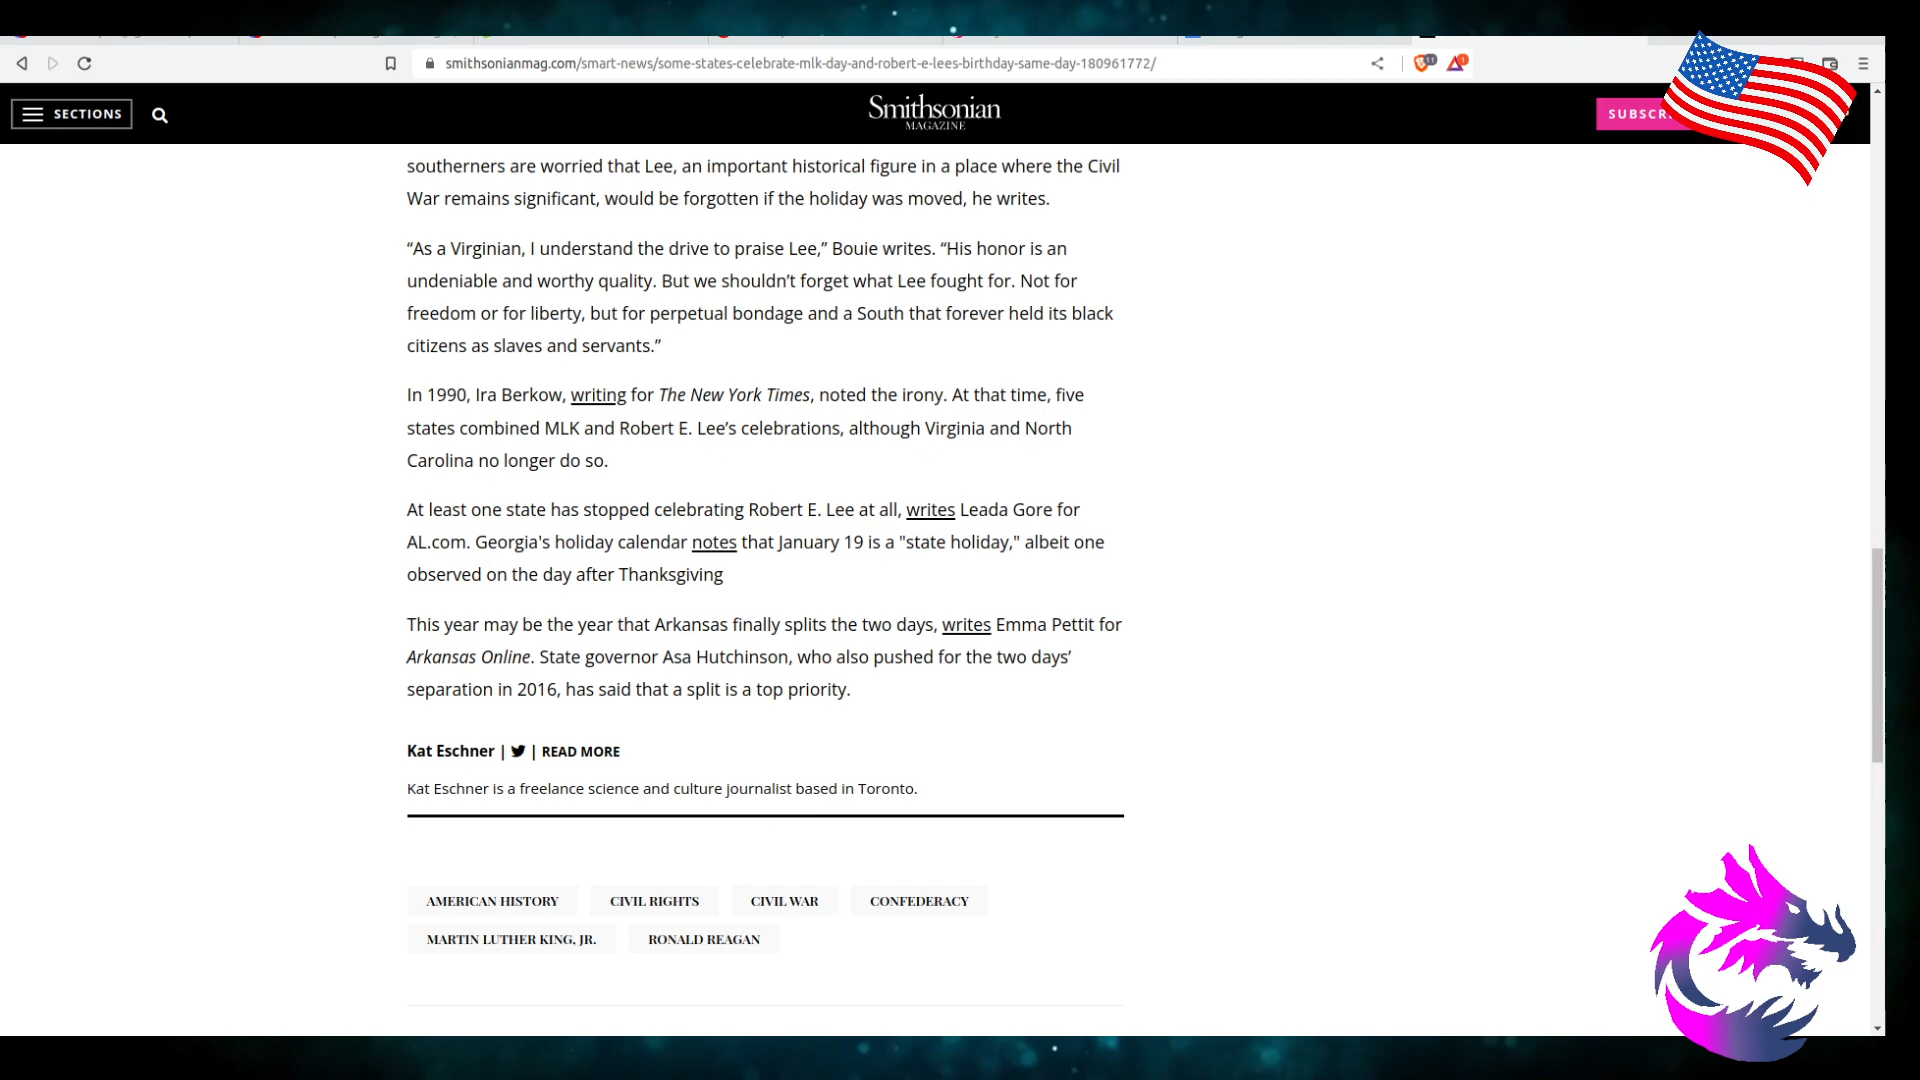 smithsonianmag.com/smart-news/some-states-celebrate-mlk-day-and-robert-e-lees-birthday-same-day-180961772/
11
1
SECTIONS
Smithsonian
MAGAZINE
SUBSCR
southerners are worried that Lee, an important historical figure in a place where the Civil
War remains significant, would be forgotten if the holiday was moved, he writes.
“As a Virginian, I understand the drive to praise Lee,” Bouie writes. “His honor is an
undeniable and worthy quality. But we shouldn’t forget what Lee fought for. Not for
freedom or for liberty, but for perpetual bondage and a South that forever held its black
citizens as slaves and servants.”
In 1990, Ira Berkow, writing for The New York Times, noted the irony. At that time, five
states combined MLK and Robert E. Lee’s celebrations, although Virginia and North
Carolina no longer do so.
At least one state has stopped celebrating Robert E. Lee at all, writes Leada Gore for
AL.com. Georgia's holiday calendar notes that January 19 is a "state holiday," albeit one
observed on the day after Thanksgiving
This year may be the year that Arkansas finally splits the two days, writes Emma Pettit for
Arkansas Online. State governor Asa Hutchinson, who also pushed for the two days’
separation in 2016, has said that a split is a top priority.
Kat Eschner | | READ MORE
Kat Eschner is a freelance science and culture journalist based in Toronto.
AMERICAN HISTORY CIVIL RIGHTS CIVIL WAR CONFEDERACY
MARTIN LUTHER KING, JR. RONALD REAGAN